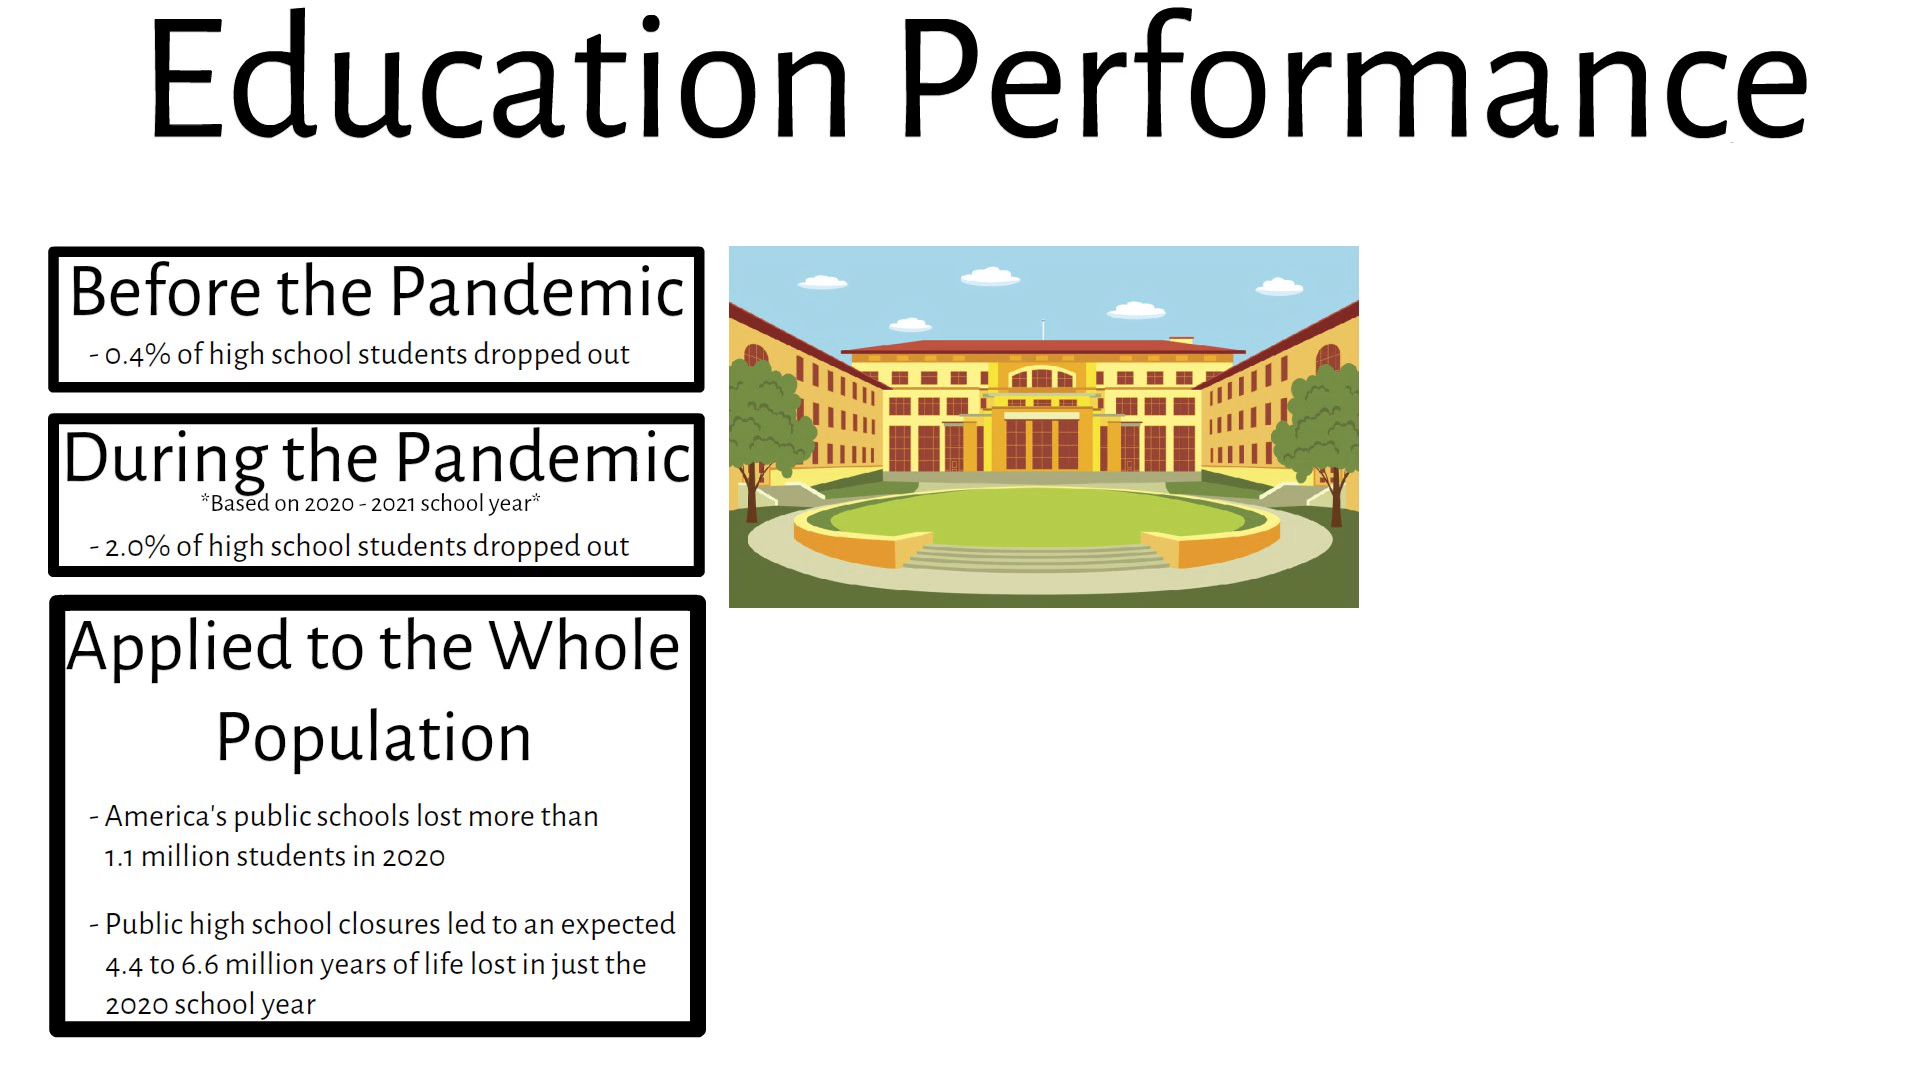 Education Performance
Before the Pandemic
- 0.4% of high school students dropped out
During the Pandemic
*Based on 2020 - 2021 school year*
- 2.0% of high school students dropped out
Applied to the Whole
Population
- America's public schools lost more than
1.1 million students in 2020
- Public high school closures led to an expected
4.4 to 6.6 million years of life lost in just the
2020 school year